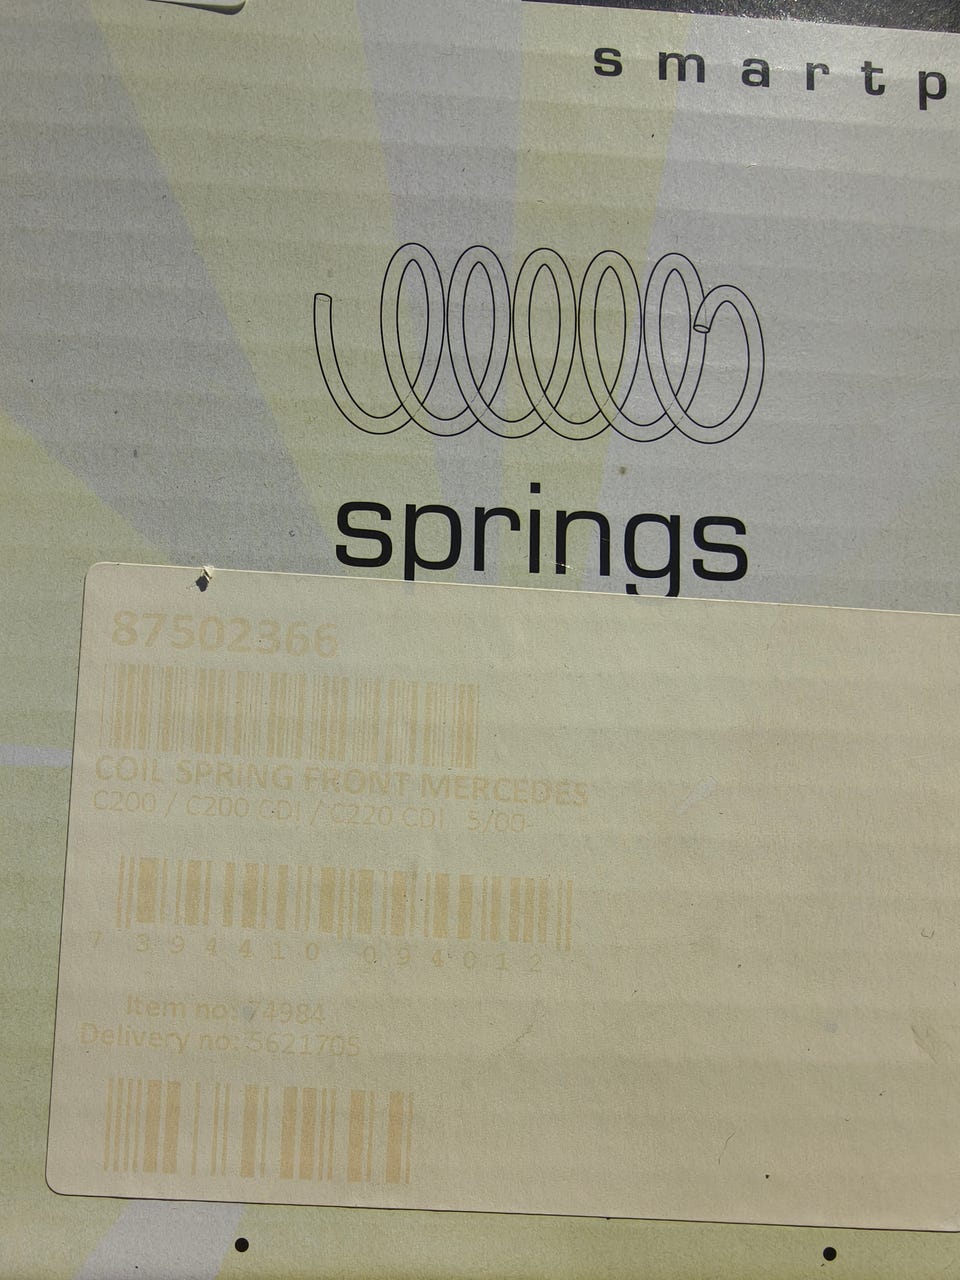 smartp
springs
87502366
COIL SPRING FRONT MERCEDES
C200 / C200 CDI / C220 CDI 5/00-
7 394410 094012
Item no: 74984
Delivery no: 5621705